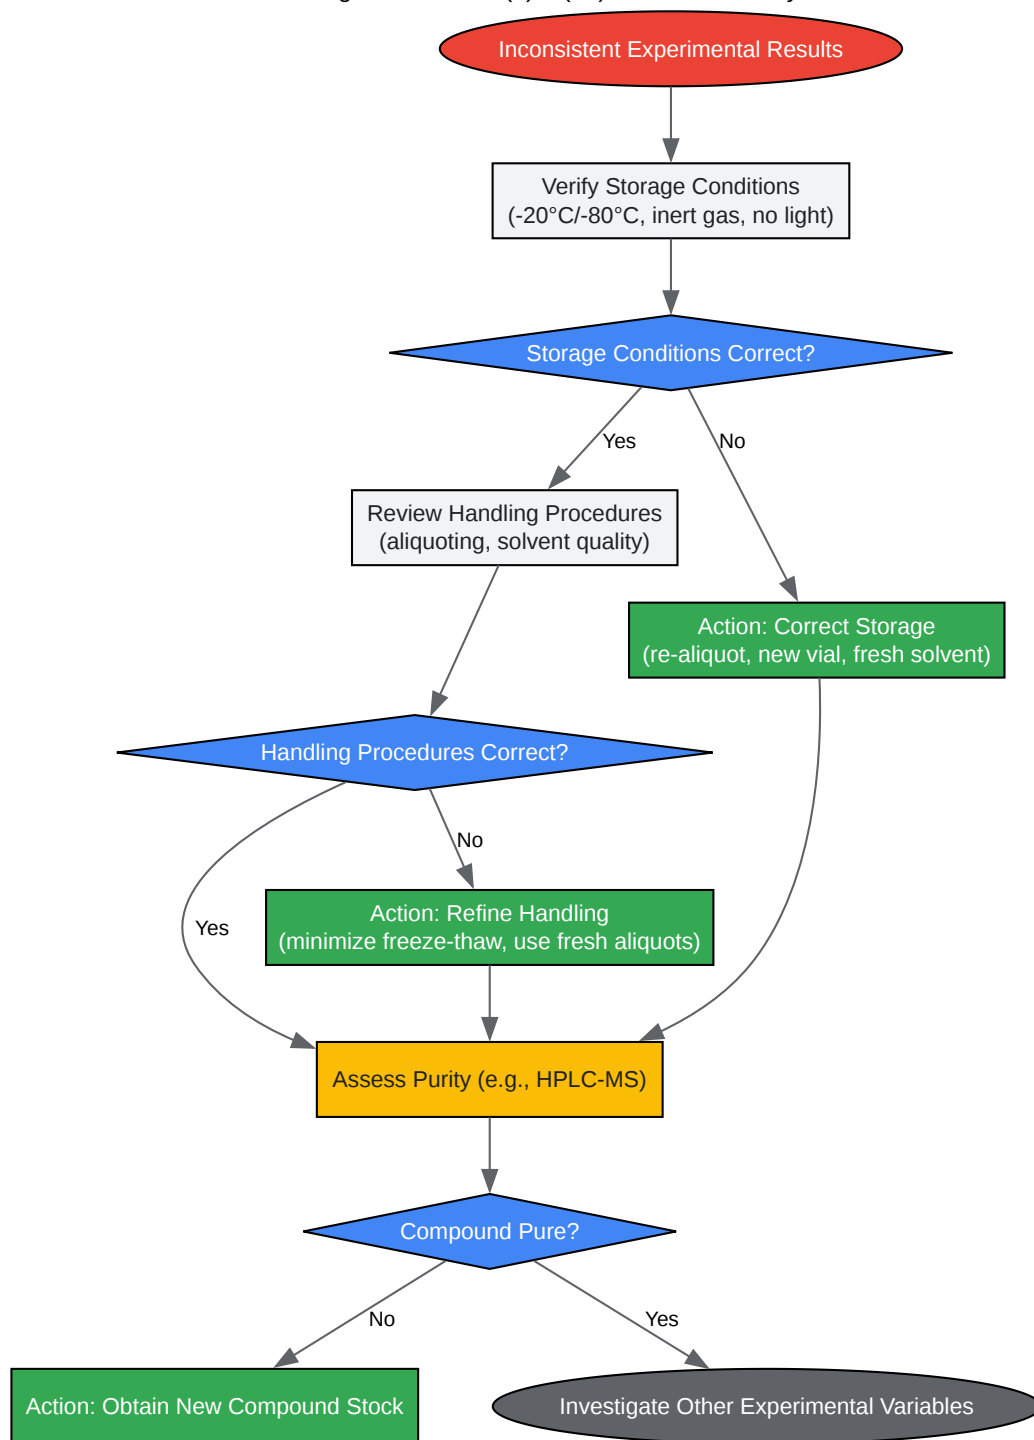 Inconsistent Experimental Results
Verify Storage Conditions
(-20°C/-80°C, inert gas, no light)
Storage Conditions Correct?
Yes
No
Review Handling Procedures
(aliquoting, solvent quality)
Action: Correct Storage
(re-aliquot, new vial, fresh solvent)
Handling Procedures Correct?
No
Action: Refine Handling
(minimize freeze-thaw, use fresh aliquots)
Yes
Assess Purity (e.g., HPLC-MS)
Compound Pure?
No
Yes
Action: Obtain New Compound Stock
Investigate Other Experimental Variables